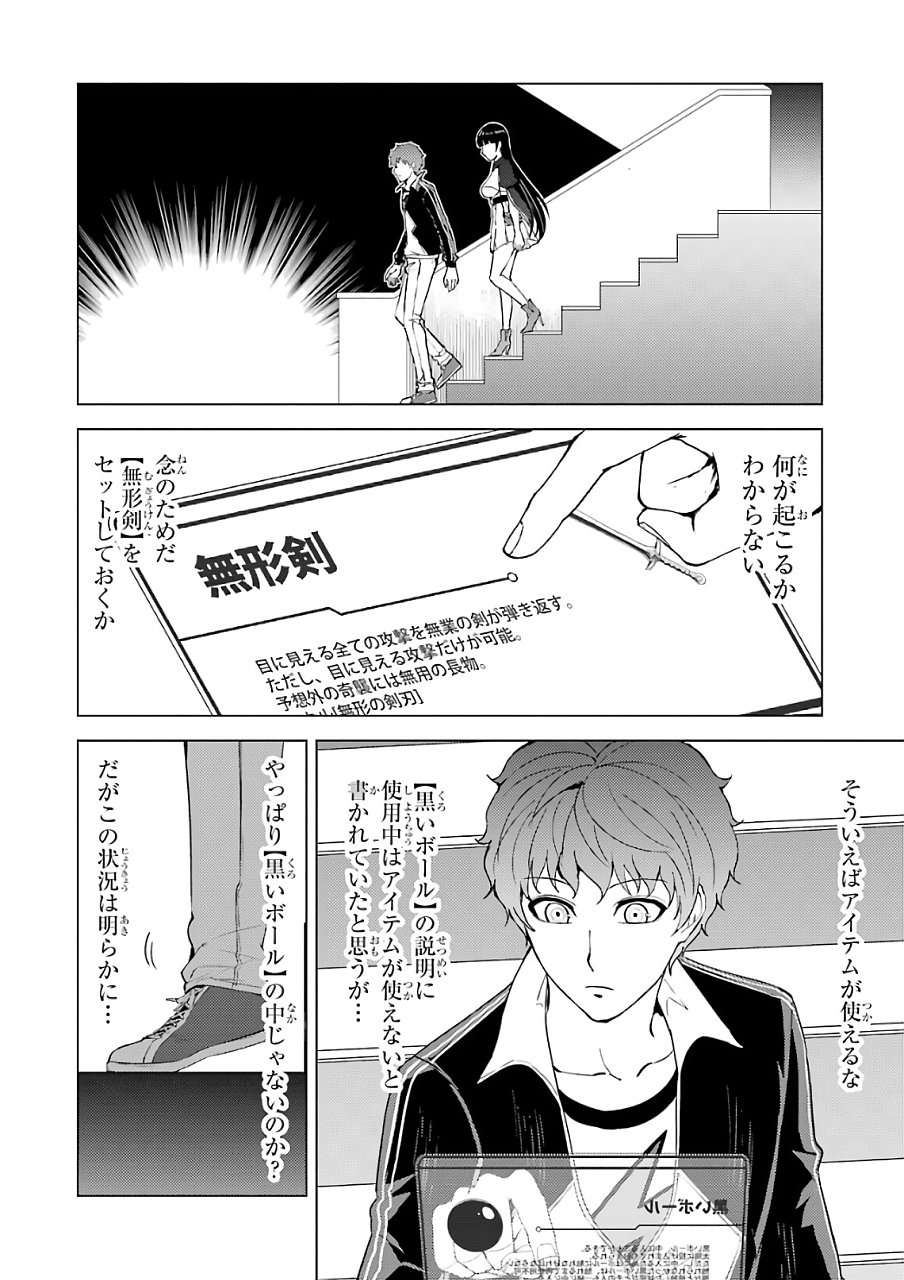 何が起こるか
わからない
念のためだ
【無形剣】を
セットしておくか
無形剣
目に見える全ての攻撃を無業の剣が弾き返す。
ただし、目に見える攻撃だけが可能。
予想外の奇襲には無用の長物。
[無形の剣刃]
そういえばアイテムが使えるな
【黒いボール】の説明に
使用中はアイテムが使えないと
書かれていたと思うが…
黒いボール
やっぱり【黒いボール】の中じゃないのか？
だがこの状況は明らかに…